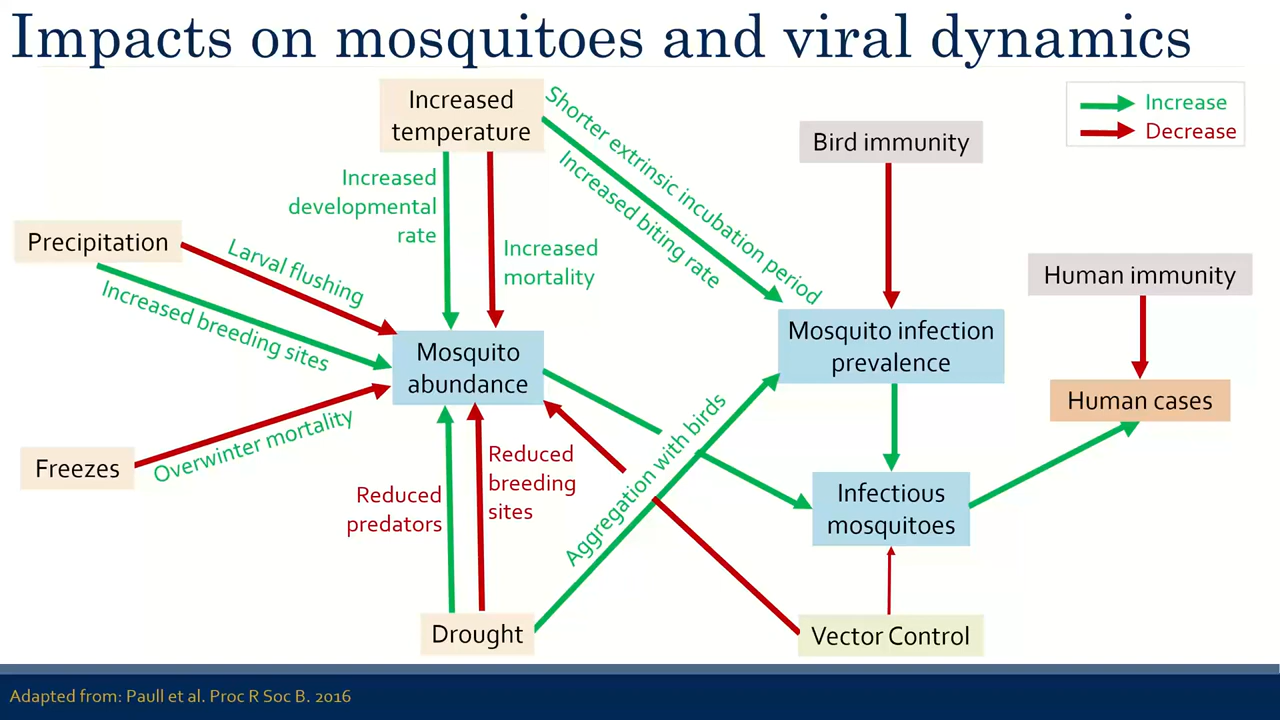 Impacts on mosquitoes and viral dynamics
Increased
temperature
Shorter extrinsic incubation period
Increased biting rate
Increase
Decrease
Bird immunity
Increased
developmental
rate
Increased
mortality
Precipitation
Larval flushing
Increased breeding sites
Human immunity
Mosquito infection
prevalence
Mosquito
abundance
Human cases
Freezes
Overwinter mortality
Reduced
predators
Reduced
breeding
sites
Aggregation with birds
Infectious
mosquitoes
Drought
Vector Control
Adapted from: Paull et al. Proc R Soc B. 2016